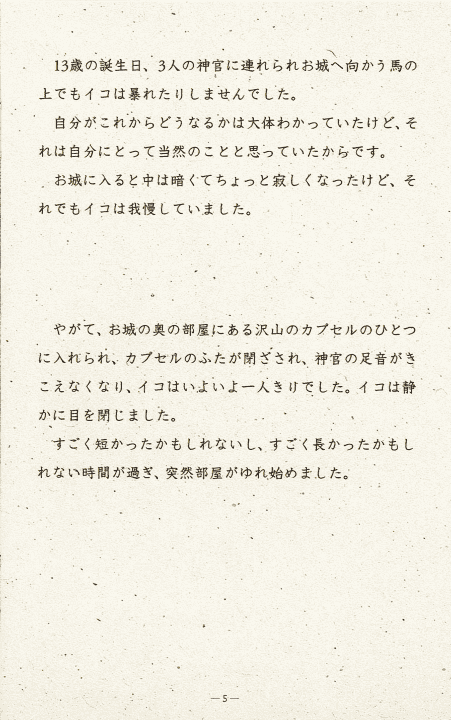 13歳の誕生日、3人の神官に連れられお城へ向かう馬の
上でもイコは暴れたりしませんでした。
　自分がこれからどうなるかは大体わかっていたけど、そ
れは自分にとって当然のことと思っていたからです。
　お城に入ると中は暗くてちょっと寂しくなったけど、そ
れでもイコは我慢していました。
　やがて、お城の奥の部屋にある沢山のカプセルのひとつ
に入れられ、カプセルのふたが閉ざされ、神官の足音がき
こえなくなり、イコはいよいよ一人きりでした。イコは静
かに目を閉じました。
　すごく短かったかもしれないし、すごく長かったかもし
れない時間が過ぎ、突然部屋がゆれ始めました。
— 5 —